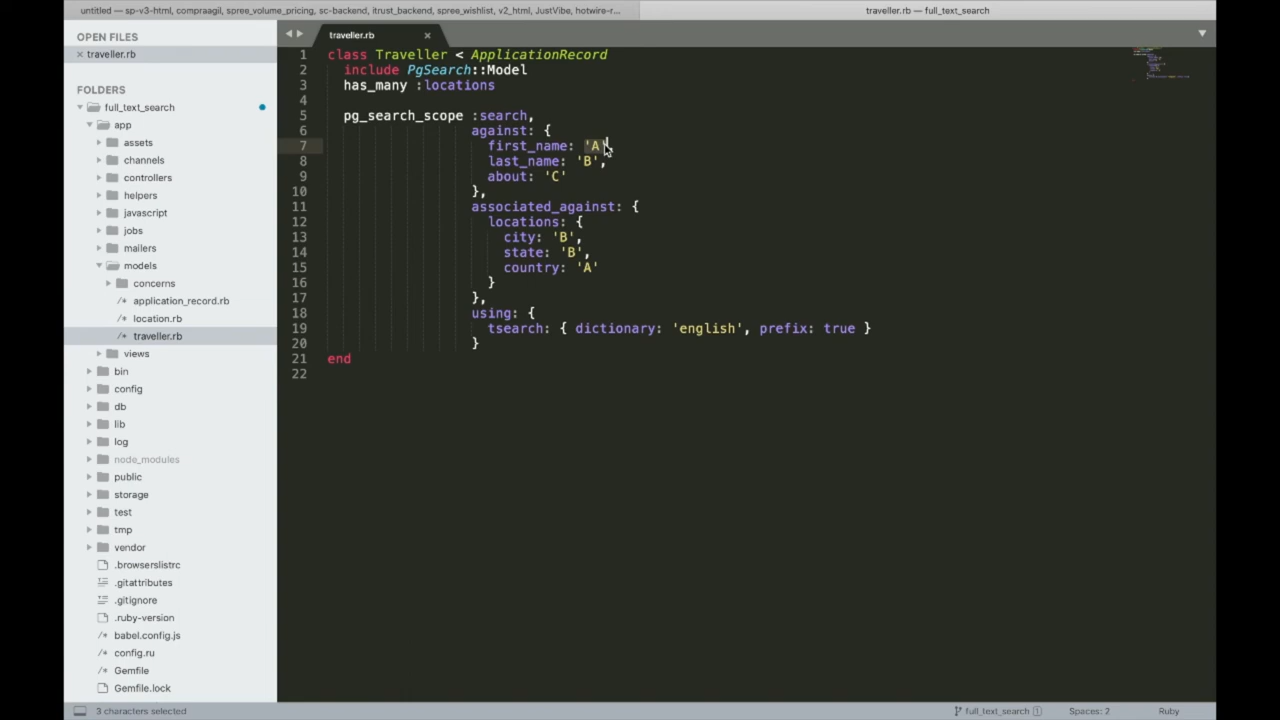 untitled — sp-v3-html, compraagil, spree_volume_pricing, sc-backend, itrust_backend, spree_wishlist, v2_html, JustVibe, hotwire-r...
traveller.rb — full_text_search
OPEN FILES
× traveller.rb
FOLDERS
full_text_search
app
assets
channels
controllers
helpers
javascript
jobs
mailers
models
concerns
/* application_record.rb
/* location.rb
/* traveller.rb
views
bin
config
db
lib
log
node_modules
public
storage
test
tmp
vendor
.browserslistrc
.gitattributes
.gitignore
.ruby-version
/* babel.config.js
/* config.ru
/* Gemfile
Gemfile.lock
traveller.rb ×
1 class Traveller < ApplicationRecord
2 include PgSearch::Model
3 has_many :locations
4
5 pg_search_scope :search,
6 against: {
7 first_name: 'A',
8 last_name: 'B',
9 about: 'C'
10 },
11 associated_against: {
12 locations: {
13 city: 'B',
14 state: 'B',
15 country: 'A'
16 }
17 },
18 using: {
19 tsearch: { dictionary: 'english', prefix: true }
20 }
21 end
22
3 characters selected
full_text_search 1
Spaces: 2
Ruby